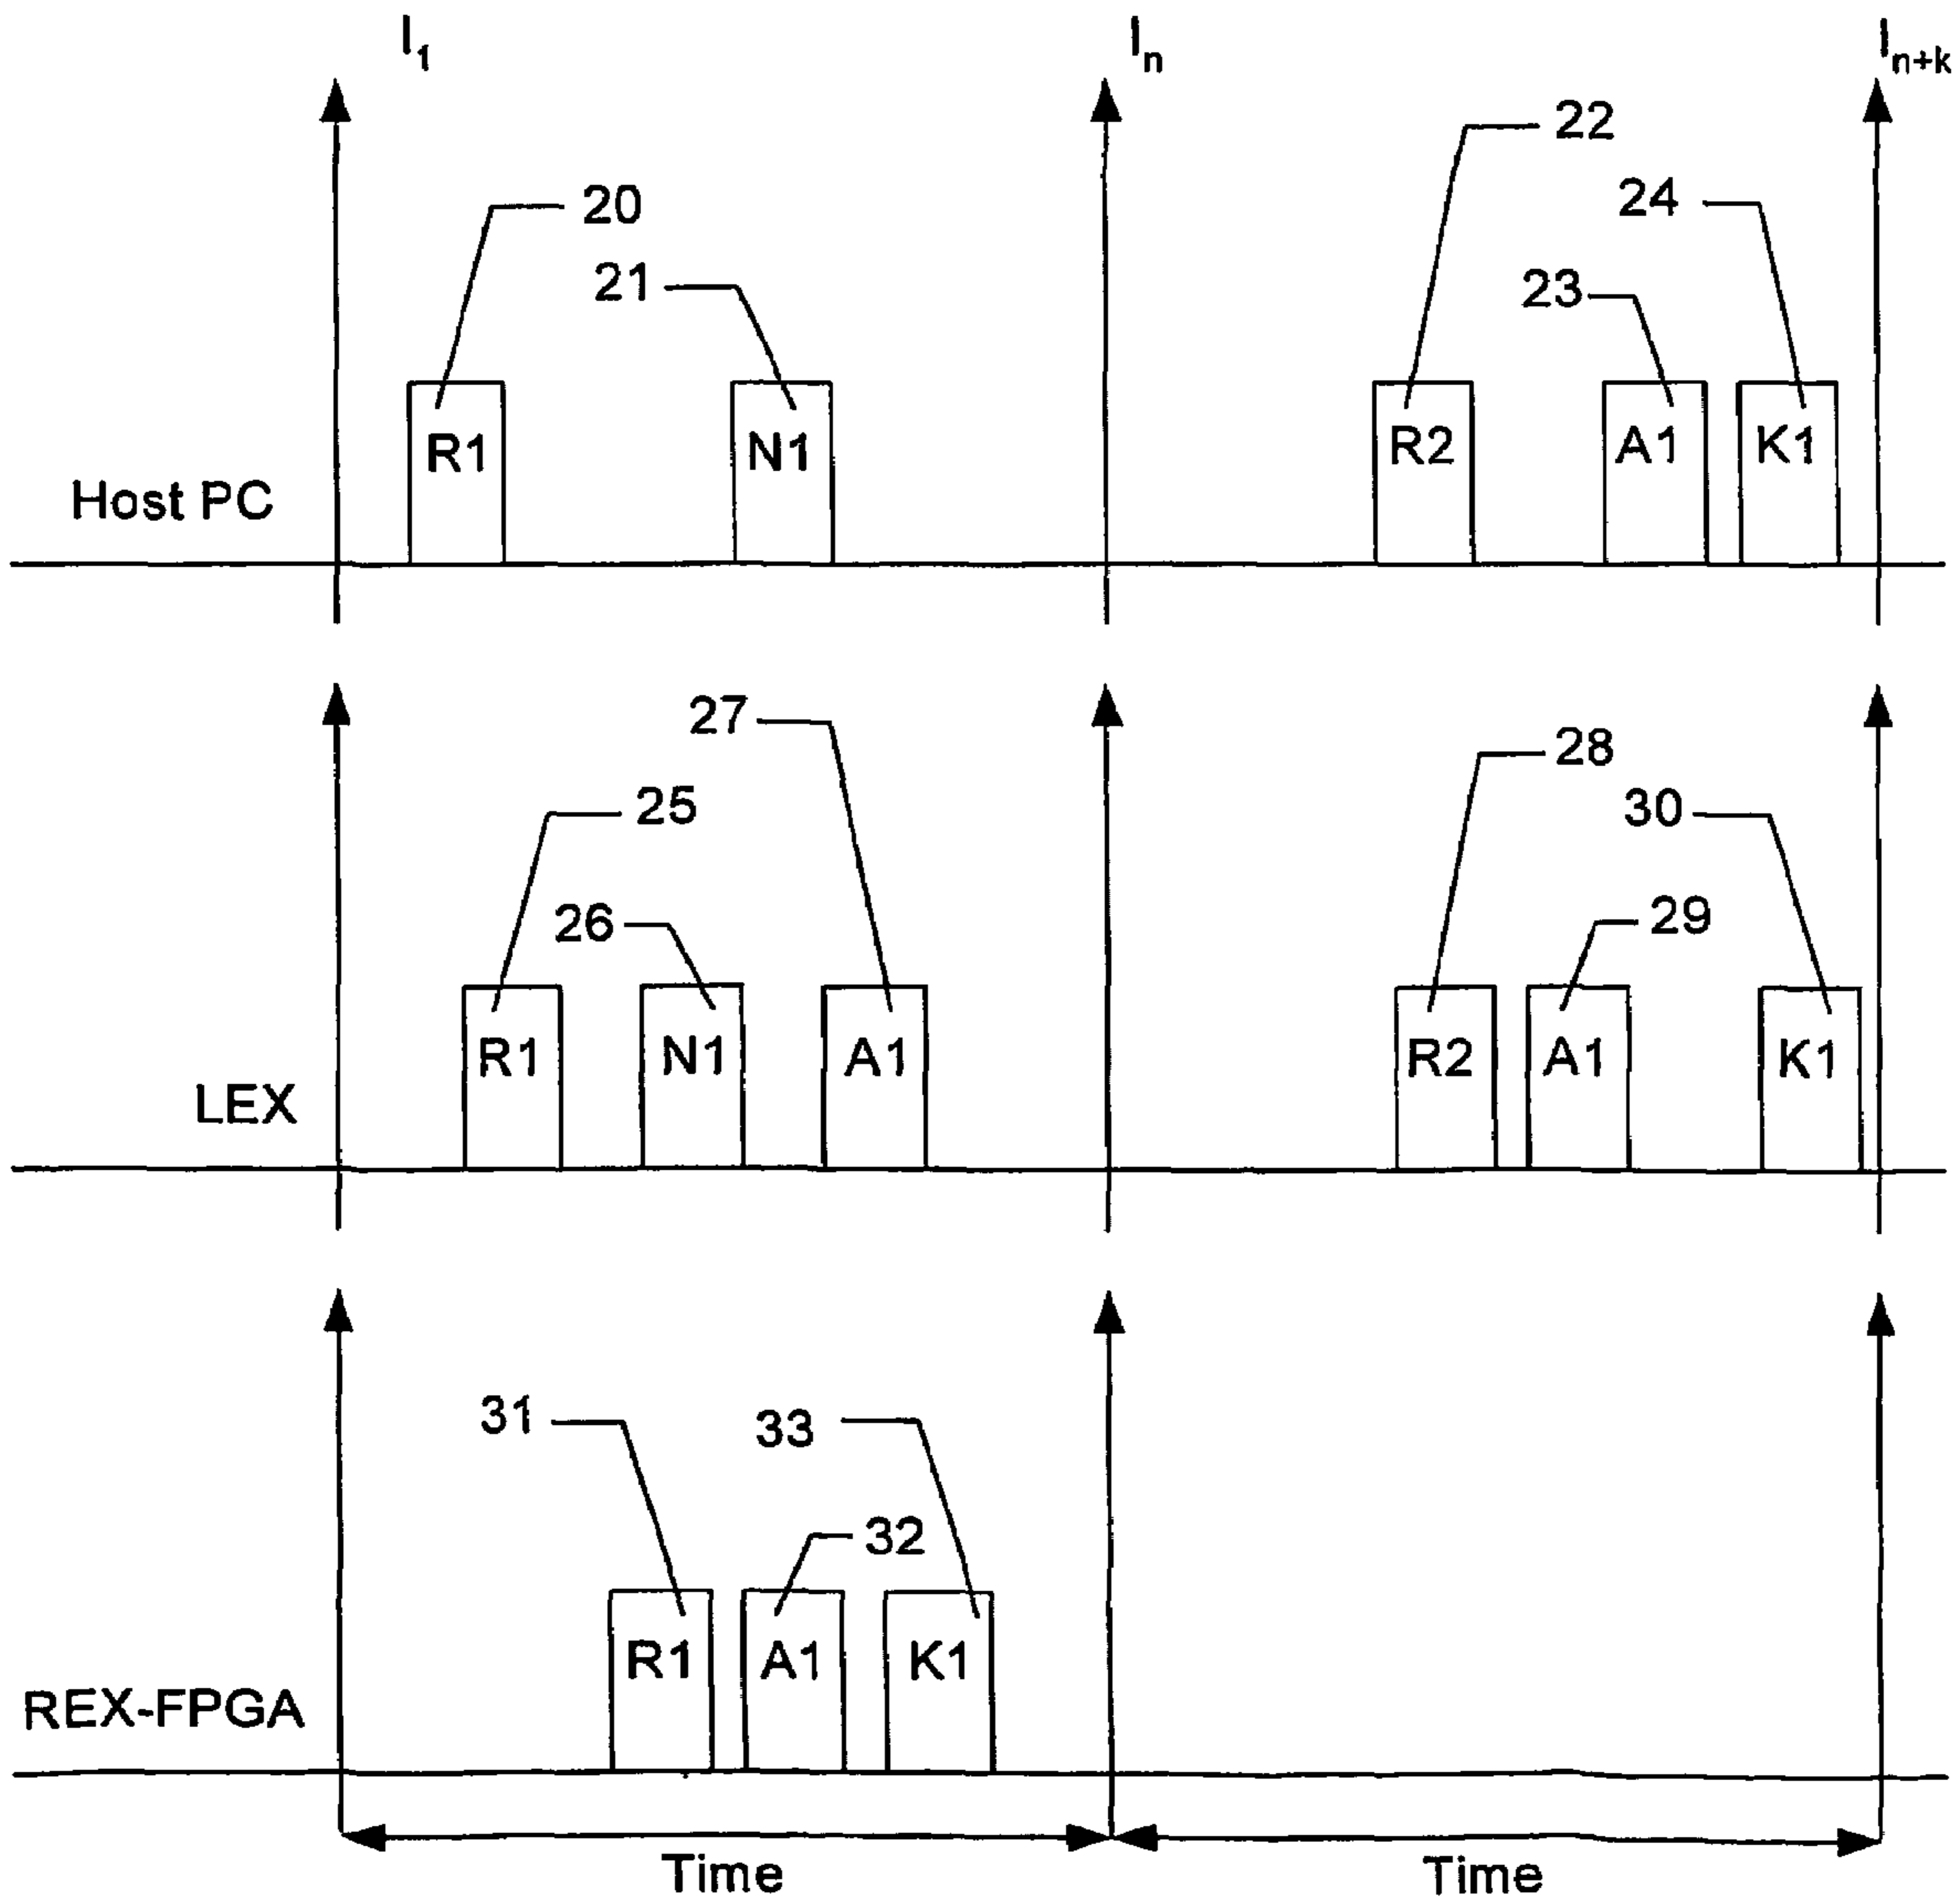 I1 In In+k
22
20 24
21 23
R1 N1 R2 A1 K1
Host PC
27
28
25 30
26 29
R1 N1 A1 R2 A1 K1
LEX
31 33
32
R1 A1 K1
REX-FPGA
Time Time